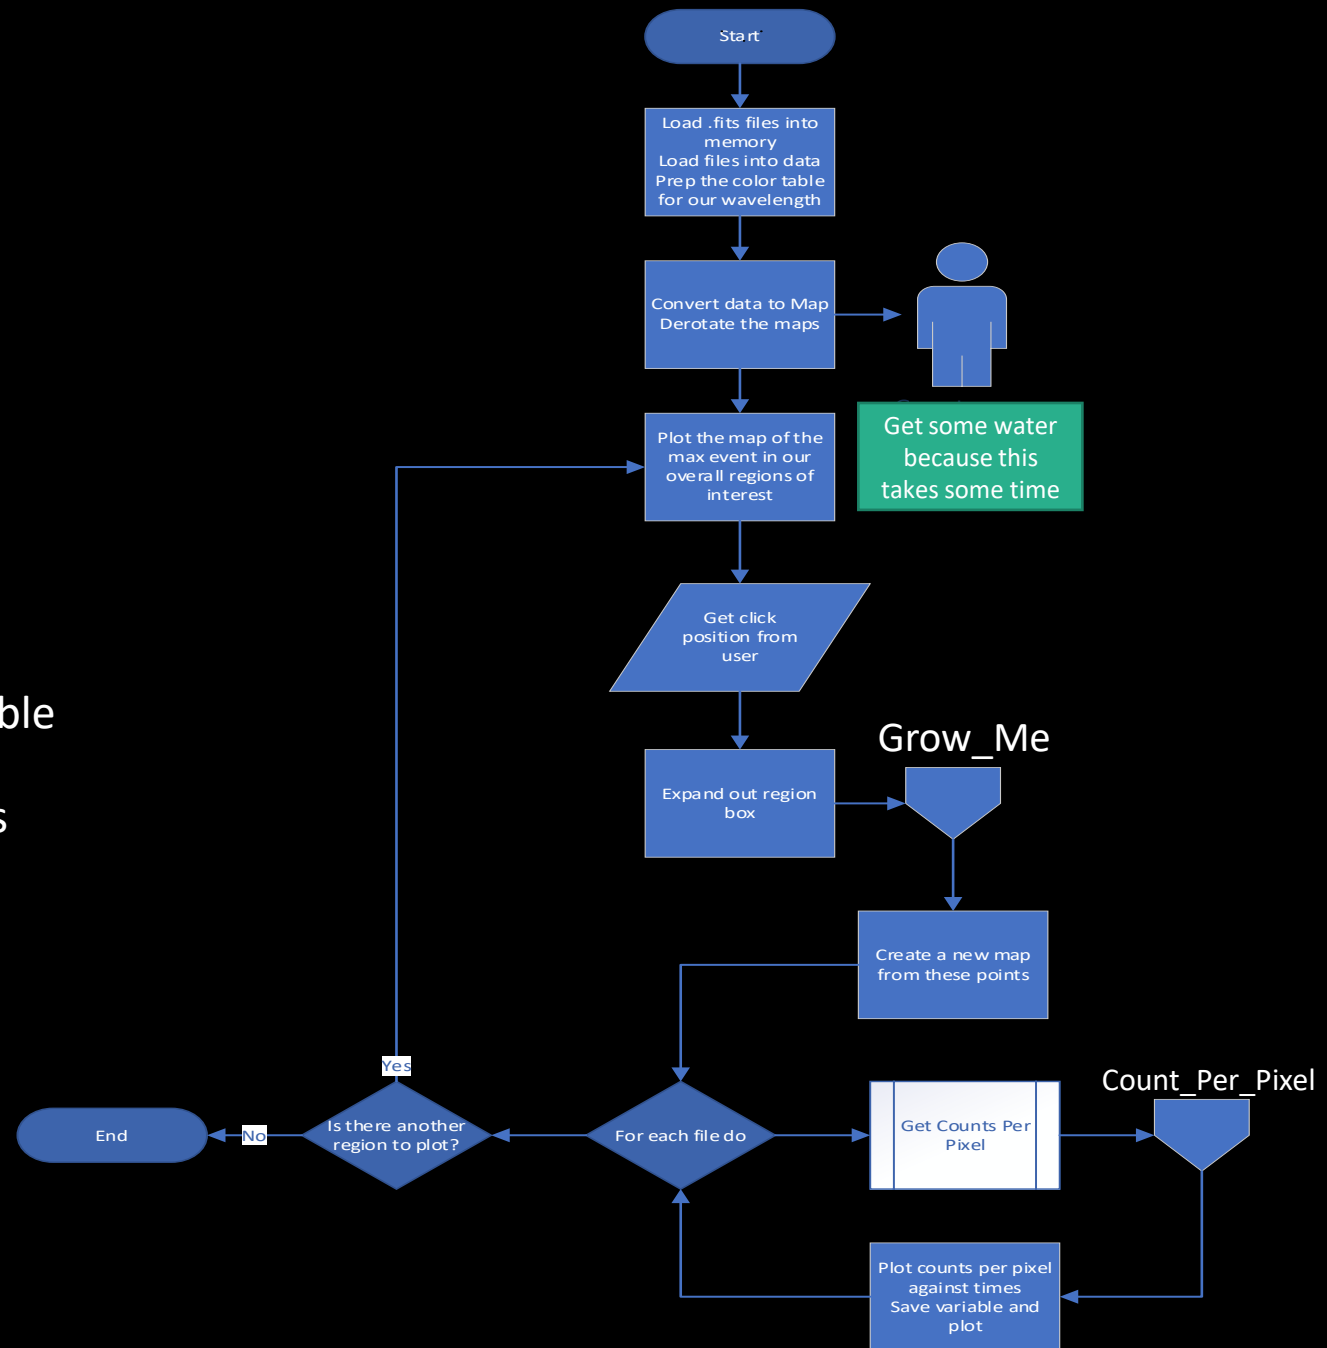 Start
Load .fits files into
memory
Load files into data
Prep the color table
for our wavelength
Convert data to Map
Derotate the maps
Get some water
because this
takes some time
Plot the map of the
max event in our
overall regions of
interest
Get click
position from
user
ble
s
Grow_Me
Expand out region
box
Create a new map
from these points
Yes
Count_Per_Pixel
End
No
Is there another
region to plot?
For each file do
Get Counts Per
Pixel
Plot counts per pixel
against times
Save variable and
plot